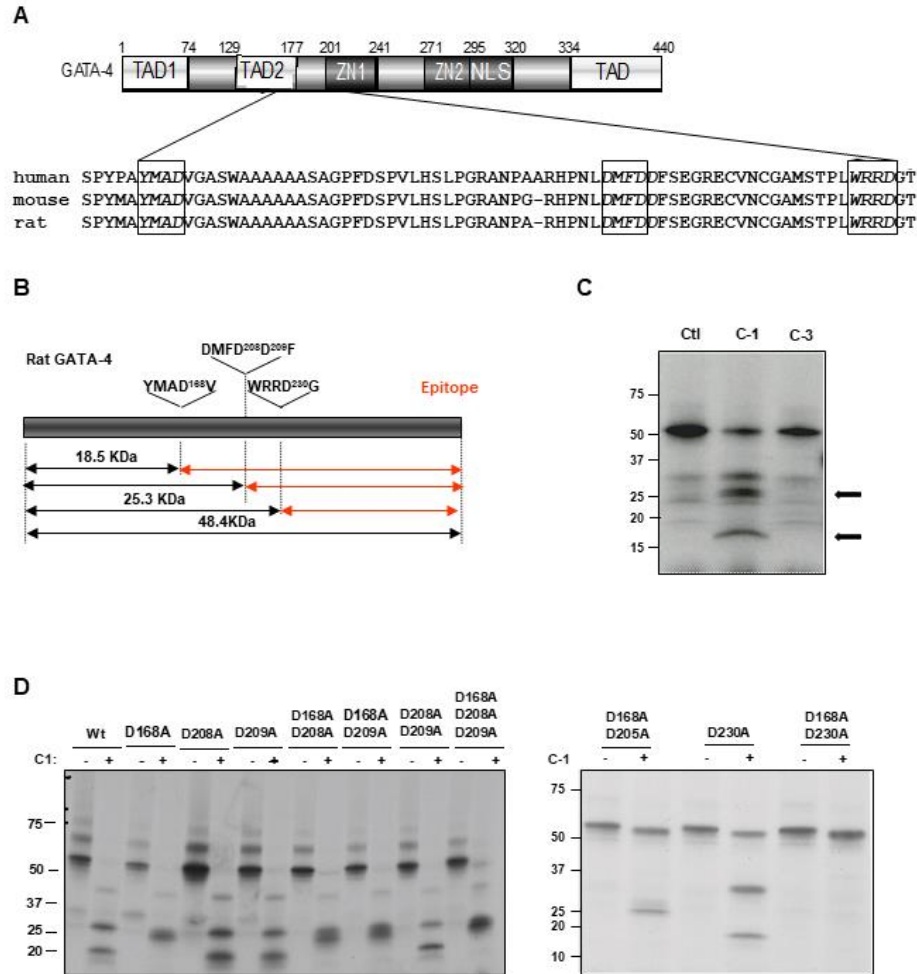 A
1 74 129 177 201 241 271 295 320 334 440
GATA-4 TAD1 TAD2 ZN1 ZN2 NLS TAD
human SPYPAYMADVGASWAAAAAASAGPFDSPVLHSLPGRANPAARHPNLDMFDDFSEGRECVNCGAMSTPLWRRDGT
mouse SPYMAYMADVGASWAAAAAASAGPFDSPVLHSLPGRANPG-RHPNLDMFDDFSEGRECVNCGAMSTPLWRRDGT
rat SPYMAYMADVGASWAAAAAASAGPFDSPVLHSLPGRANPA-RHPNLDMFDDFSEGRECVNCGAMSTPLWRRDGT
B
DMFD²⁰⁸D²⁰⁹F
Rat GATA-4
YMAD¹⁶⁸V WRRD²³⁰G Epitope
18.5 KDa
25.3 KDa
48.4KDa
C
Ctl C-1 C-3
75
50
37
25
20
15
D
Wt D168A D208A D209A D168A D208A D168A D209A D208A D209A D168A D208A D209A
C1: - + - + - + - + - + - + - + - +
75
50
37
25
20
D168A D205A D230A D168A D230A
C-1 - + - + - +
75
50
37
25
20
10